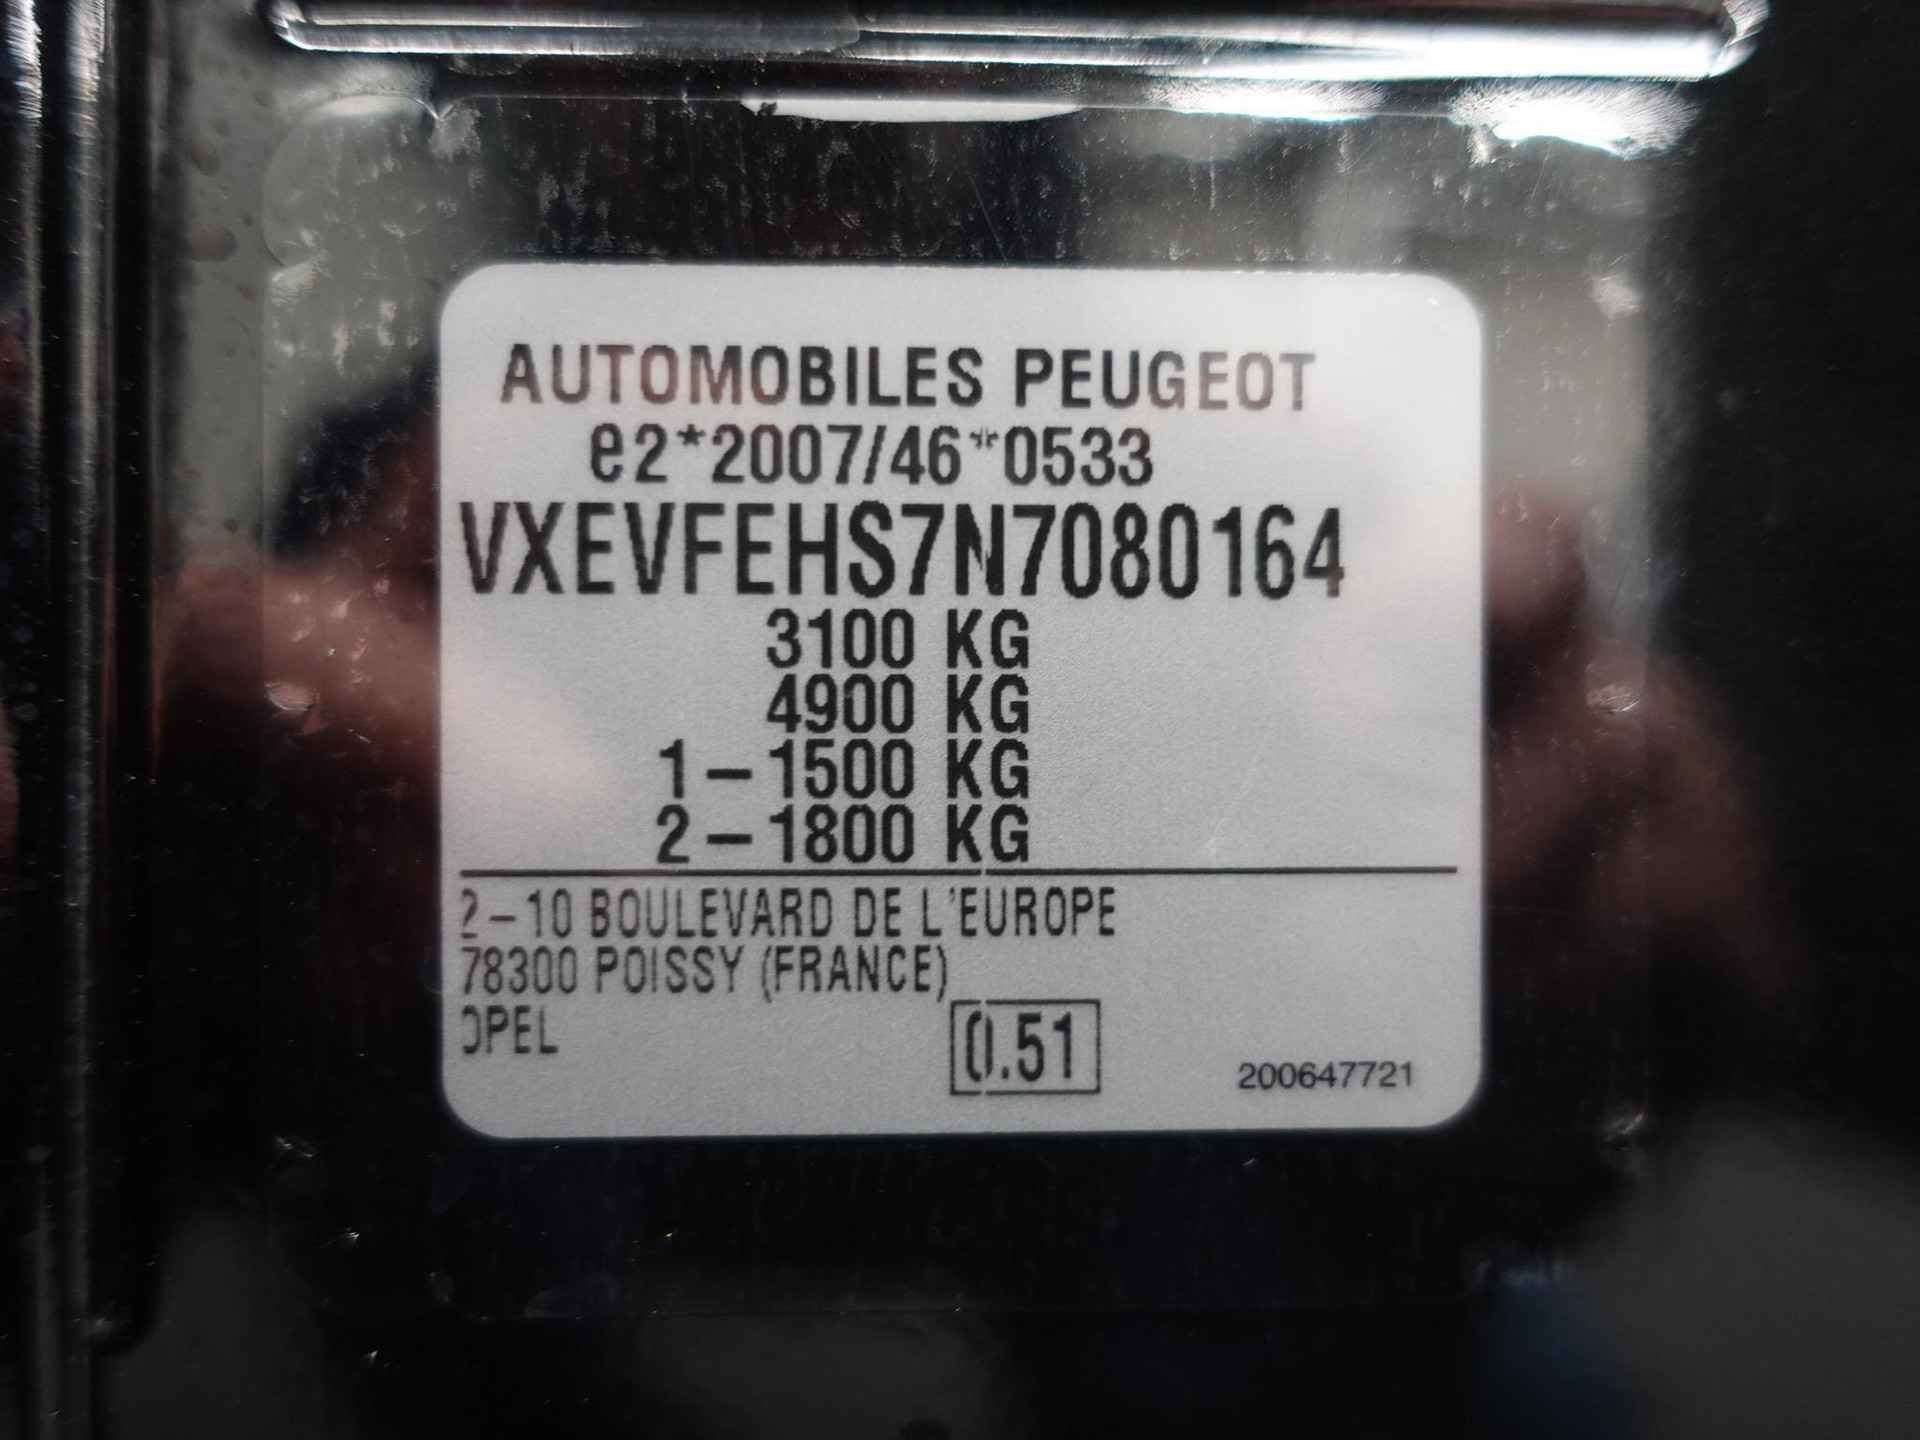 AUTOMOBILES PEUGEOT
e2*2007/46*0533
VXEVFEHS7N7080164
3100 KG
4900 KG
1-1500 KG
2-1800 KG
2-10 BOULEVARD DE L'EUROPE
78300 POISSY (FRANCE)
OPEL
0.51
200647721